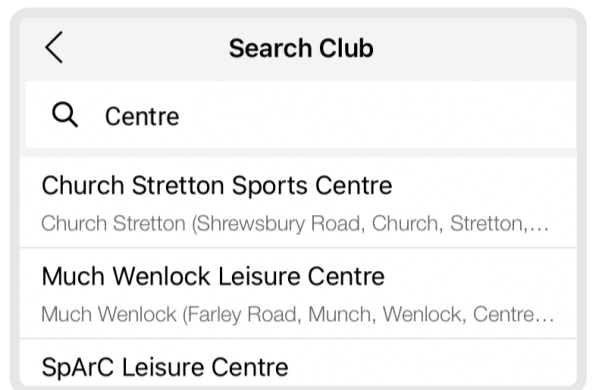 Search Club
Centre
Church Stretton Sports Centre
Church Stretton (Shrewsbury Road, Church, Stretton,...
Much Wenlock Leisure Centre
Much Wenlock (Farley Road, Munch, Wenlock, Centre...
SpArC Leisure Centre